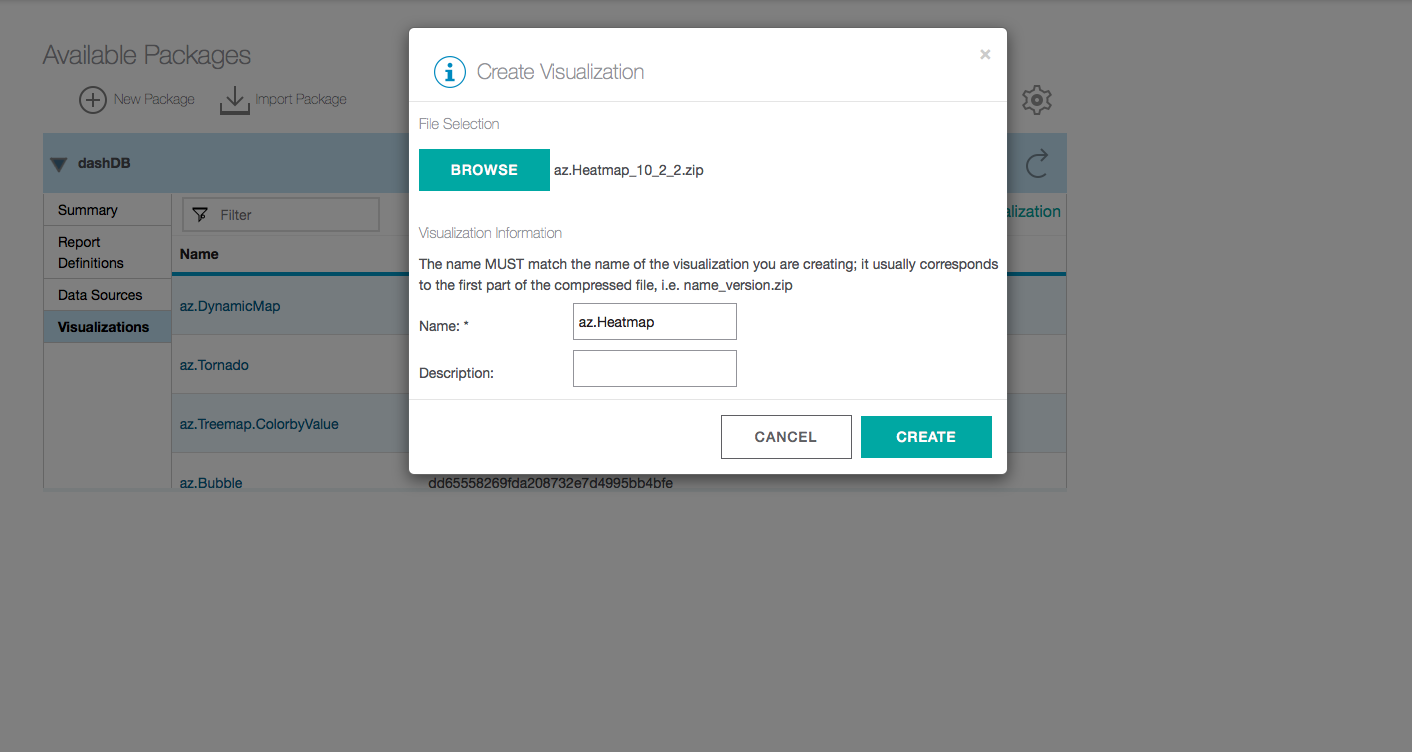 Available Packages
New Package
Import Package
dashDB
Summary
Report
Definitions
Data Sources
Visualizations
Filter
Name
az.DynamicMap
az.Tornado
az.Treemap.ColorbyValue
az.Bubble
dd65558269fda208732e7d4995bb4bfe
alization
Create Visualization
×
File Selection
BROWSE
az.Heatmap_10_2_2.zip
Visualization Information
The name MUST match the name of the visualization you are creating; it usually corresponds
to the first part of the compressed file, i.e. name_version.zip
Name: *
az.Heatmap
Description:
CANCEL
CREATE